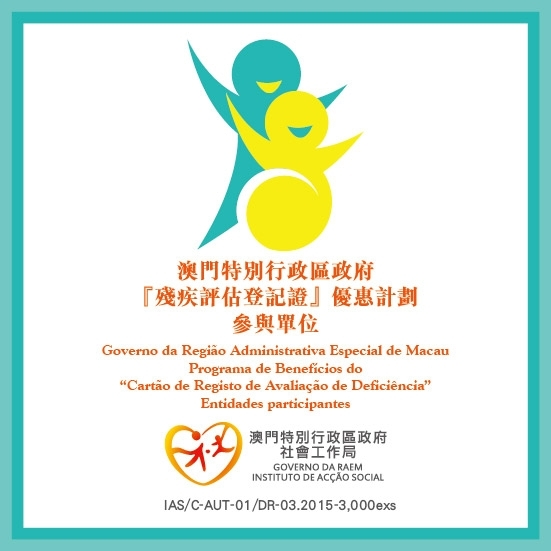 澳門特別行政區政府
『殘疾評估登記證』優惠計劃
參與單位
Governo da Região Administrativa Especial de Macau
Programa de Benefícios do
“Cartão de Registo de Avaliação de Deficiência”
Entidades participantes
澳門特別行政區政府
社會工作局
GOVERNO DA RAEM
INSTITUTO DE ACÇÃO SOCIAL
IAS/C-AUT-01/DR-03.2015-3,000exs